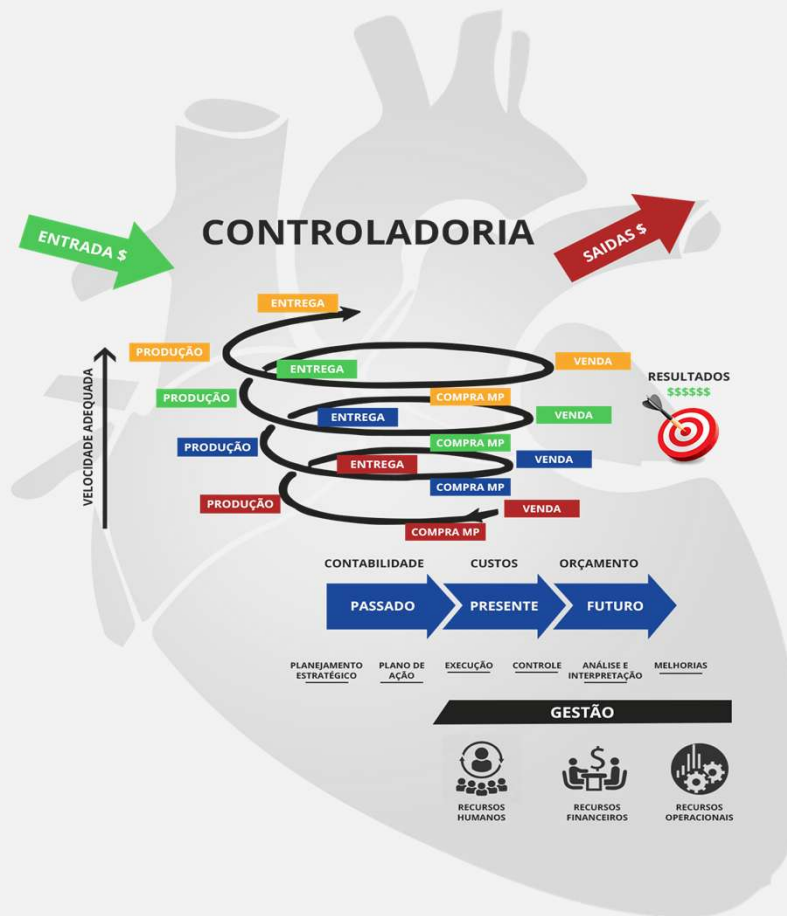 ENTRADA $
CONTROLADORIA
SAIDAS $
ENTREGA
PRODUÇÃO
VENDA
ENTREGA
RESULTADOS
$$$$$$
PRODUÇÃO
COMPRA MP
ENTREGA
VENDA
VELOCIDADE ADEQUADA
PRODUÇÃO
COMPRA MP
ENTREGA
VENDA
COMPRA MP
PRODUÇÃO
VENDA
COMPRA MP
CONTABILIDADE
CUSTOS
ORÇAMENTO
PASSADO
PRESENTE
FUTURO
PLANEJAMENTO
ESTRATÉGICO
PLANO DE
AÇÃO
EXECUÇÃO
CONTROLE
ANÁLISE E
INTERPRETAÇÃO
MELHORIAS
GESTÃO
RECURSOS
HUMANOS
RECURSOS
FINANCEIROS
RECURSOS
OPERACIONAIS